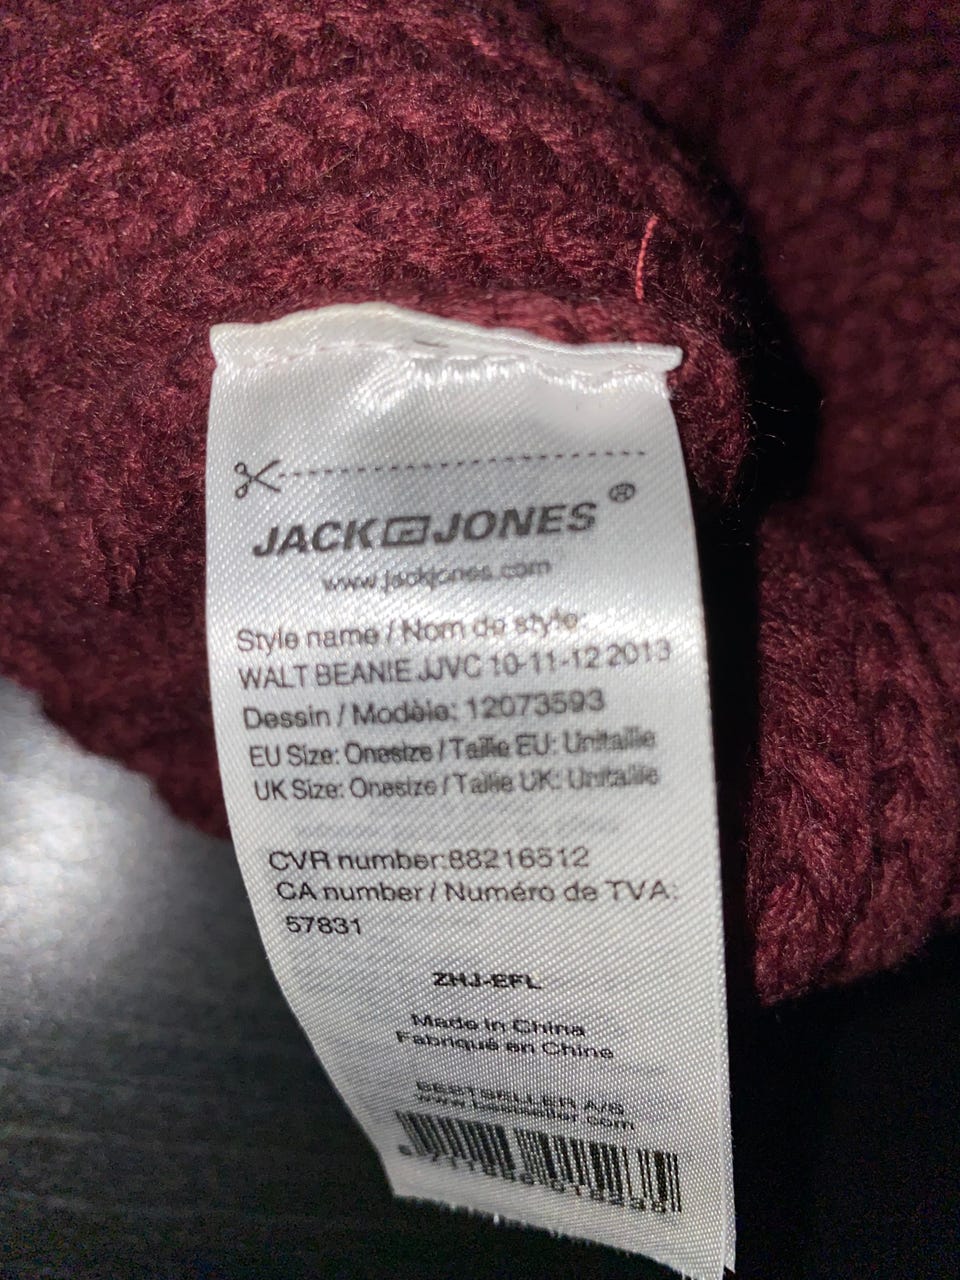 JACK JONES®
www.jackjones.com
Style name / Nom de style:
WALT BEANIE JJVC 10-11-12 2013
Dessin / Modèle: 12073593
EU Size: Onesize / Taille EU: Unitaille
UK Size: Onesize / Taille UK: Unitaille
CVR number:88216512
CA number / Numéro de TVA:
57831
ZHJ-EFL
Made in China
Fabriqué en Chine
BESTSELLER A/S
www.bestseller.com